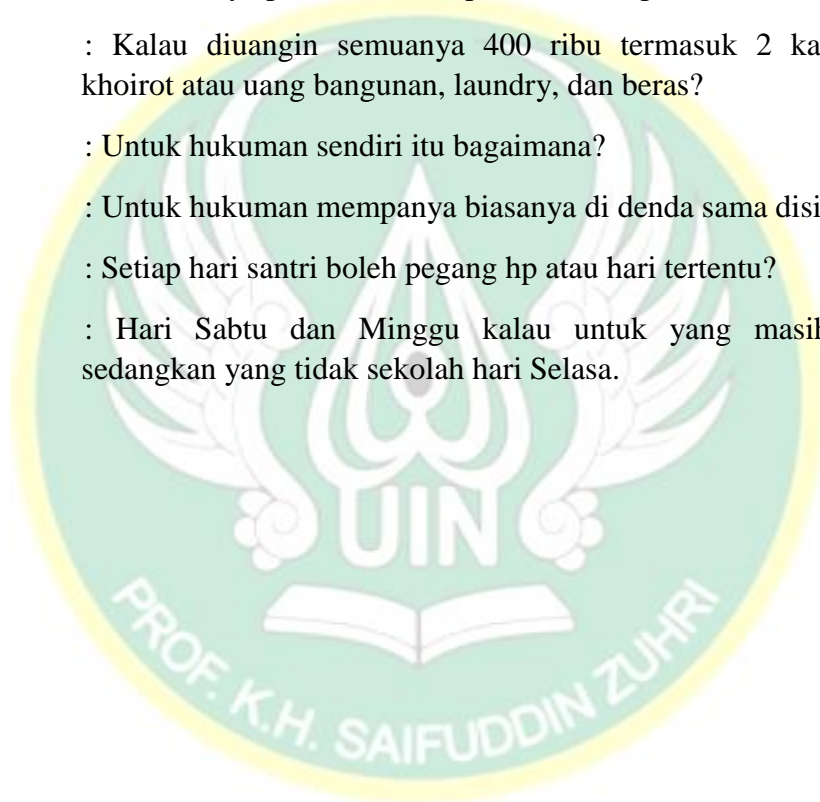 : Kalau diuangin semuanya 400 ribu termasuk 2 ka
khoirot atau uang bangunan, laundry, dan beras?
: Untuk hukuman sendiri itu bagaimana?
: Untuk hukuman mempanya biasanya di denda sama disi
: Setiap hari santri boleh pegang hp atau hari tertentu?
: Hari Sabtu dan Minggu kalau untuk yang masih
sedangkan yang tidak sekolah hari Selasa.
UIN
PROF. K.H. SAIFUDDIN ZUHRI